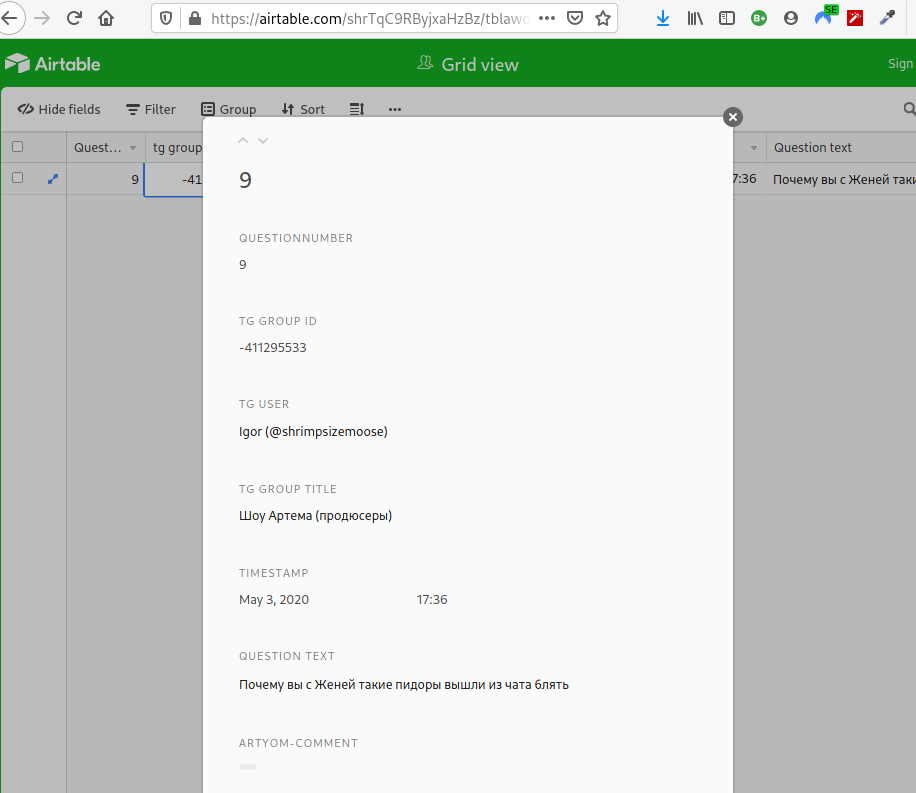 https://airtable.com/shrTqC9RByjxaHzBz/tblawo
SE
B+
Airtable
Grid view
Sign
Hide fields
Filter
Group
Sort
Quest...
tg group
Question text
9
-41
7:36
Почему вы с Женей таки
9
QUESTIONNUMBER
9
TG GROUP ID
-411295533
TG USER
Igor (@shrimpsizemoose)
TG GROUP TITLE
Шоу Артема (продюсеры)
TIMESTAMP
May 3, 2020 17:36
QUESTION TEXT
Почему вы с Женей такие пидоры вышли из чата блять
ARTYOM-COMMENT